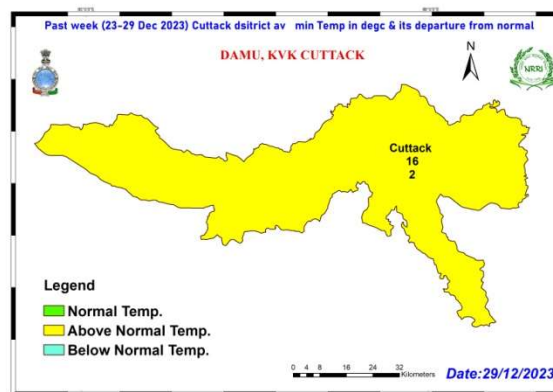 Past week (23-29 Dec 2023) Cuttack dsitrict av min Temp in degc & its departure from normal
DAMU, KVK CUTTACK
N
NRRI
Cuttack
16
2
Legend
Normal Temp.
Above Normal Temp.
Below Normal Temp.
0 4 8 16 24 32
Kilometers
Date:29/12/2023